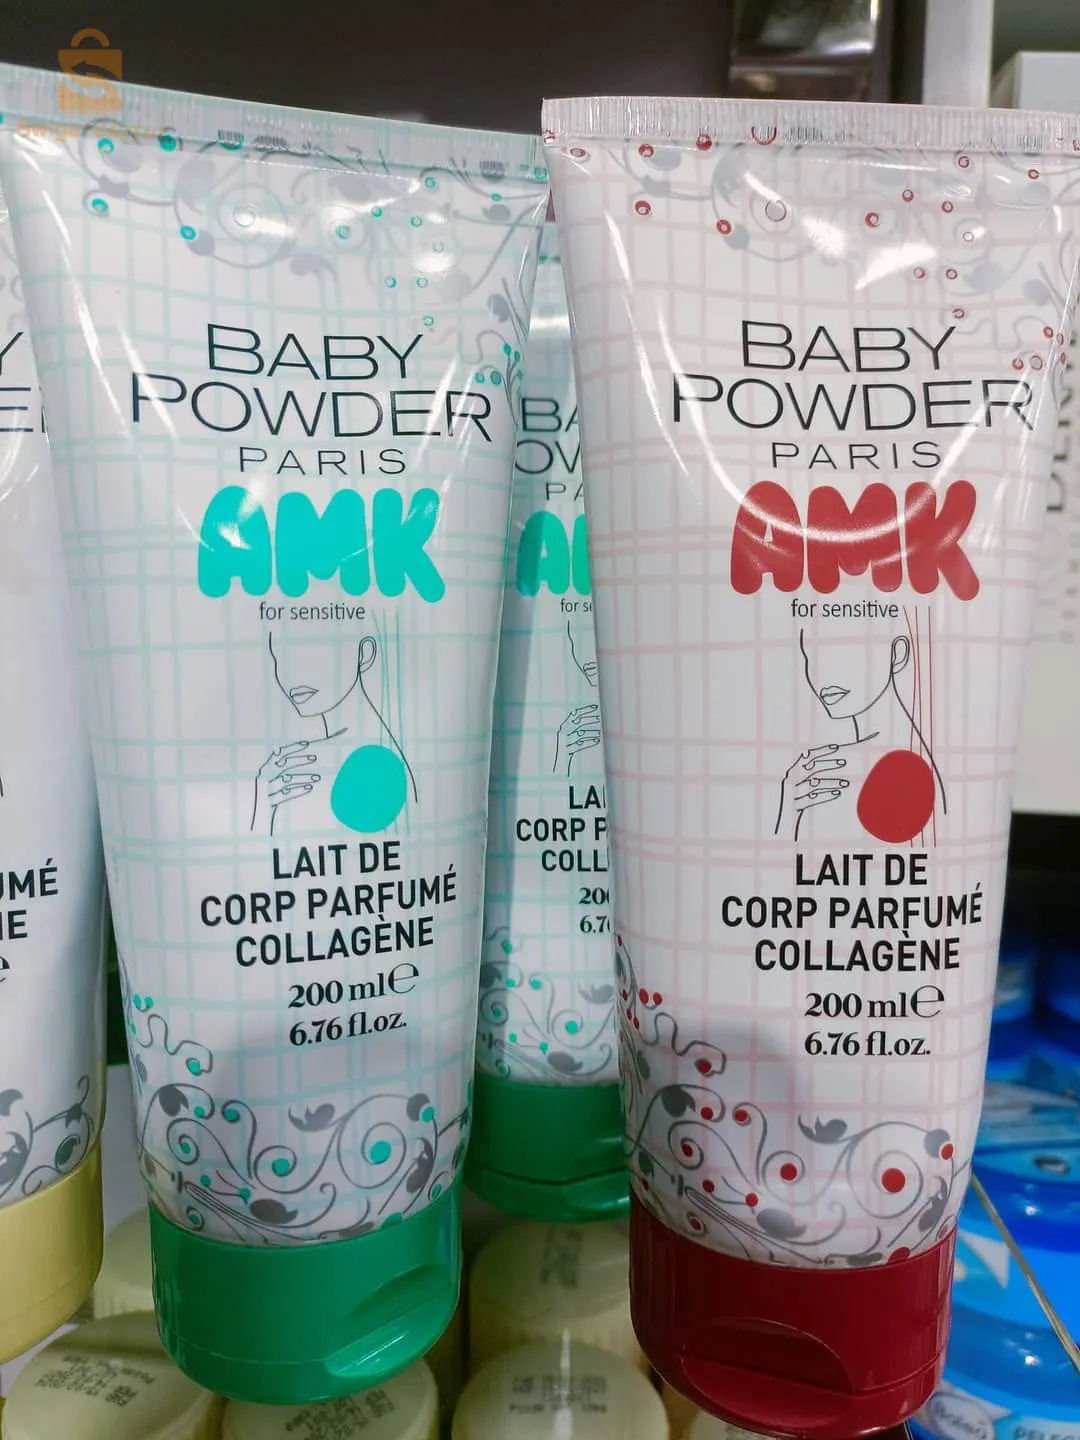 BABY
POWDER
PARIS
AMK
for sensitive
LAIT DE
CORP PARFUMÉ
COLLAGÈNE
200 ml ℮
6.76 fl.oz.
BABY
POWDER
PARIS
AMK
for sensitive
LAIT DE
CORP PARFUMÉ
COLLAGÈNE
200 ml ℮
6.76 fl.oz.